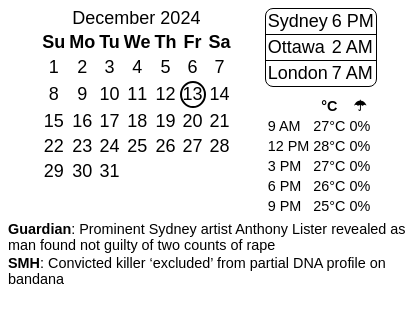 December 2024
Su Mo Tu We Th Fr Sa
1 2 3 4 5 6 7
8 9 10 11 12 13 14
15 16 17 18 19 20 21
22 23 24 25 26 27 28
29 30 31
Sydney 6 PM
Ottawa 2 AM
London 7 AM
°C ☂
9 AM 27°C 0%
12 PM 28°C 0%
3 PM 27°C 0%
6 PM 26°C 0%
9 PM 25°C 0%
Guardian: Prominent Sydney artist Anthony Lister revealed as
man found not guilty of two counts of rape
SMH: Convicted killer ‘excluded’ from partial DNA profile on
bandana